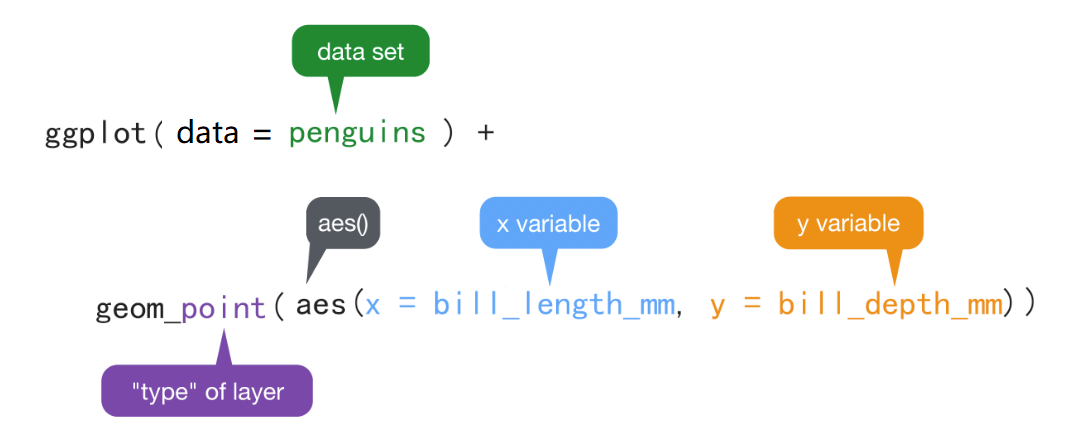 data set
ggplot( data = penguins ) +
aes()
x variable
y variable
geom_point( aes(x = bill_length_mm, y = bill_depth_mm))
"type" of layer